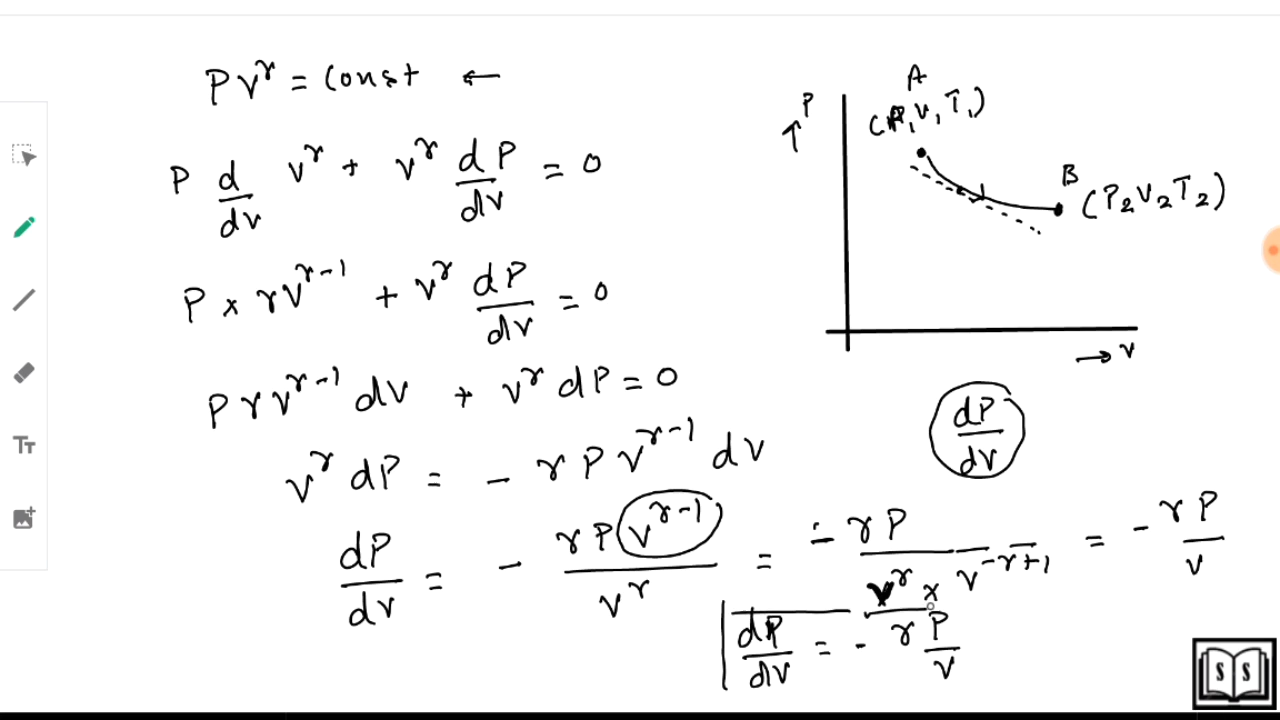 PV^γ = Const ←
P d/dv V^γ + V^γ dP/dV = 0
P × γV^γ-1 + V^γ dP/dV = 0
PγV^γ-1 dV + V^γ dP = 0
V^γ dP = - γPV^γ-1 dV
dP/dV = - γP V^γ-1 / V^γ = - γP / V^γ × V^-γ+1 = - γP/V
dP/dV = - γ P/V
↑P
A
(P₁V₁T₁)
B
(P₂V₂T₂)
→ V
dP/dV
TT
S S